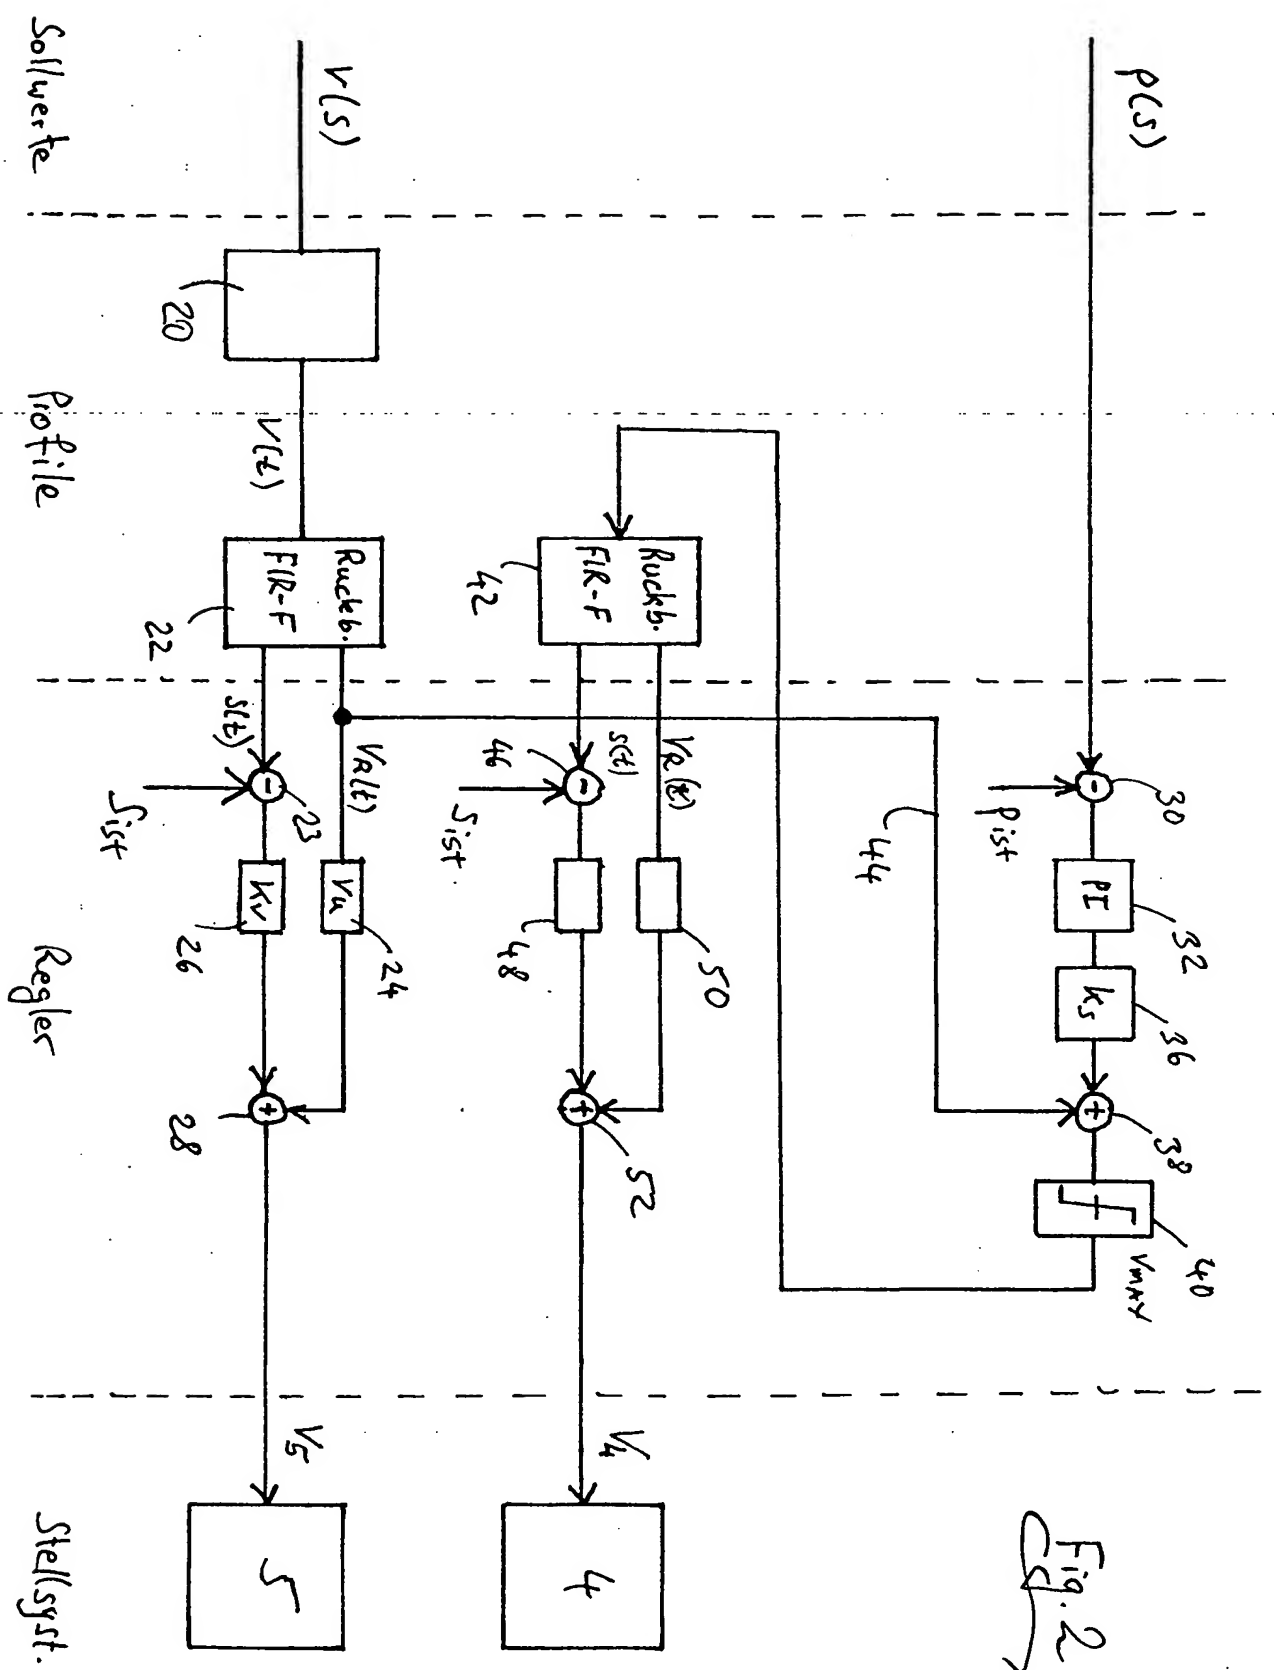 p(s)
30
Pist
PI
32
ks
36
38
40
VMAX
44
Ruckb.
FIR-F
42
VR(t)
s(t)
46
Sist
48
50
52
V4
4
V(s)
20
V(t)
Ruckb.
FIR-F
22
VR(t)
s(t)
23
Sist
Vu
24
Kv
26
28
V5
5
Sollwerte
Profile
Regler
Stellsyst.
Fig. 2